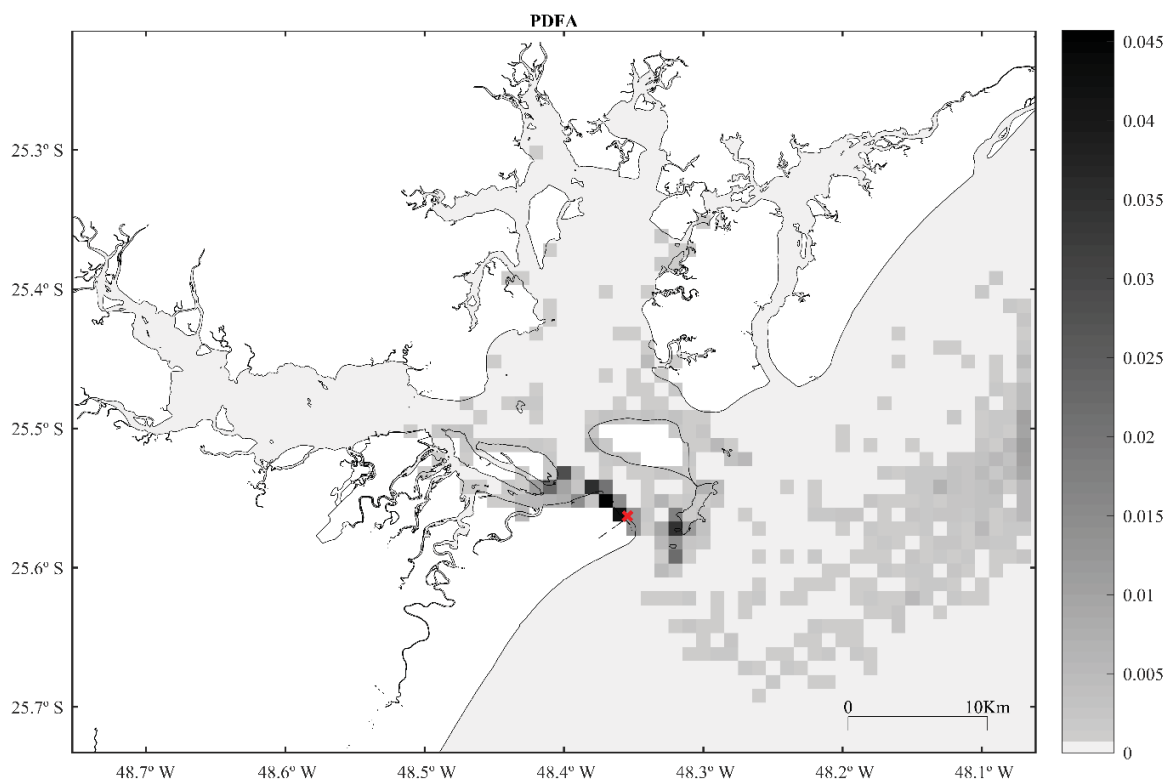 PDFA
25.3° S
25.4° S
25.5° S
25.6° S
25.7° S
48.7° W
48.6° W
48.5° W
48.4° W
48.3° W
48.2° W
48.1° W
0
10Km
0.045
0.04
0.035
0.03
0.025
0.02
0.015
0.01
0.005
0